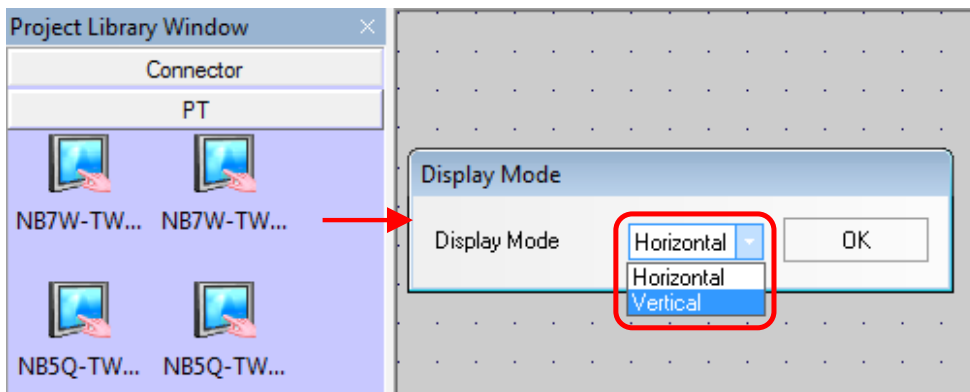 Project Library Window
Connector
PT
NB7W-TW... NB7W-TW...
NB5Q-TW... NB5Q-TW...
Display Mode
Display Mode Horizontal OK
Horizontal
Vertical